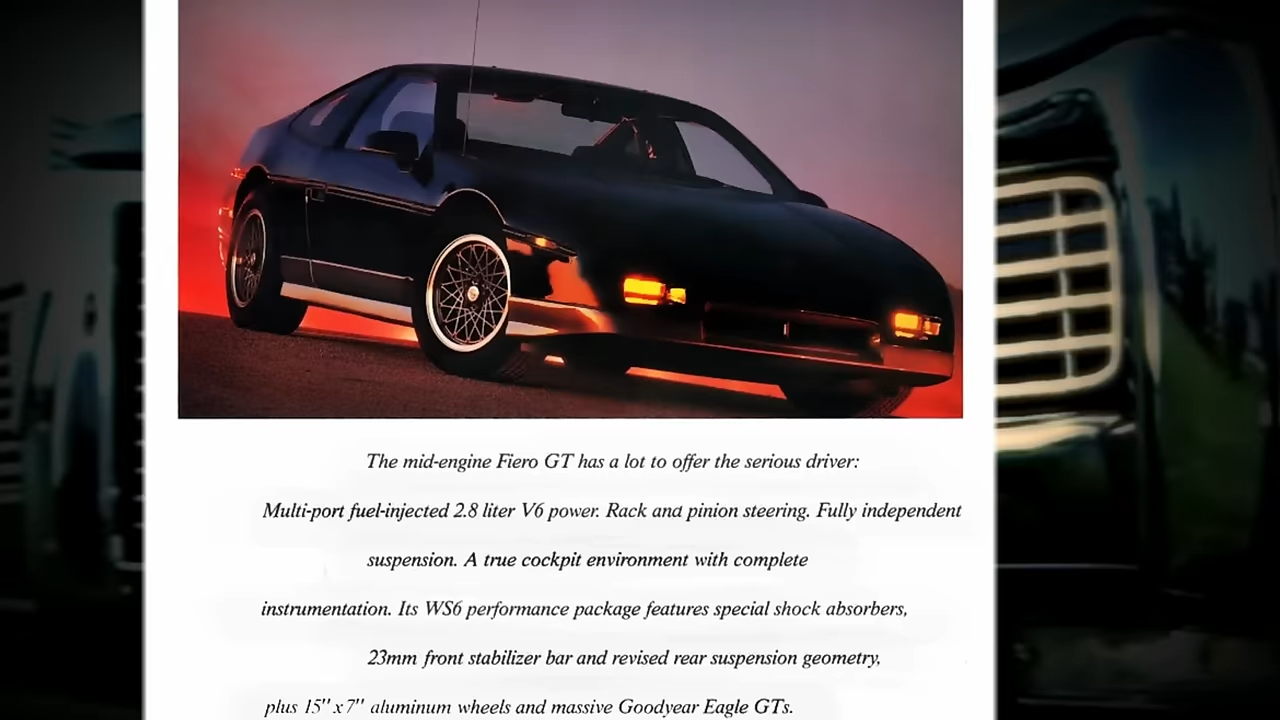 The mid-engine Fiero GT has a lot to offer the serious driver:
Multi-port fuel-injected 2.8 liter V6 power. Rack and pinion steering. Fully independent
suspension. A true cockpit environment with complete
instrumentation. Its WS6 performance package features special shock absorbers,
23mm front stabilizer bar and revised rear suspension geometry,
plus 15" x 7" aluminum wheels and massive Goodyear Eagle GTs.